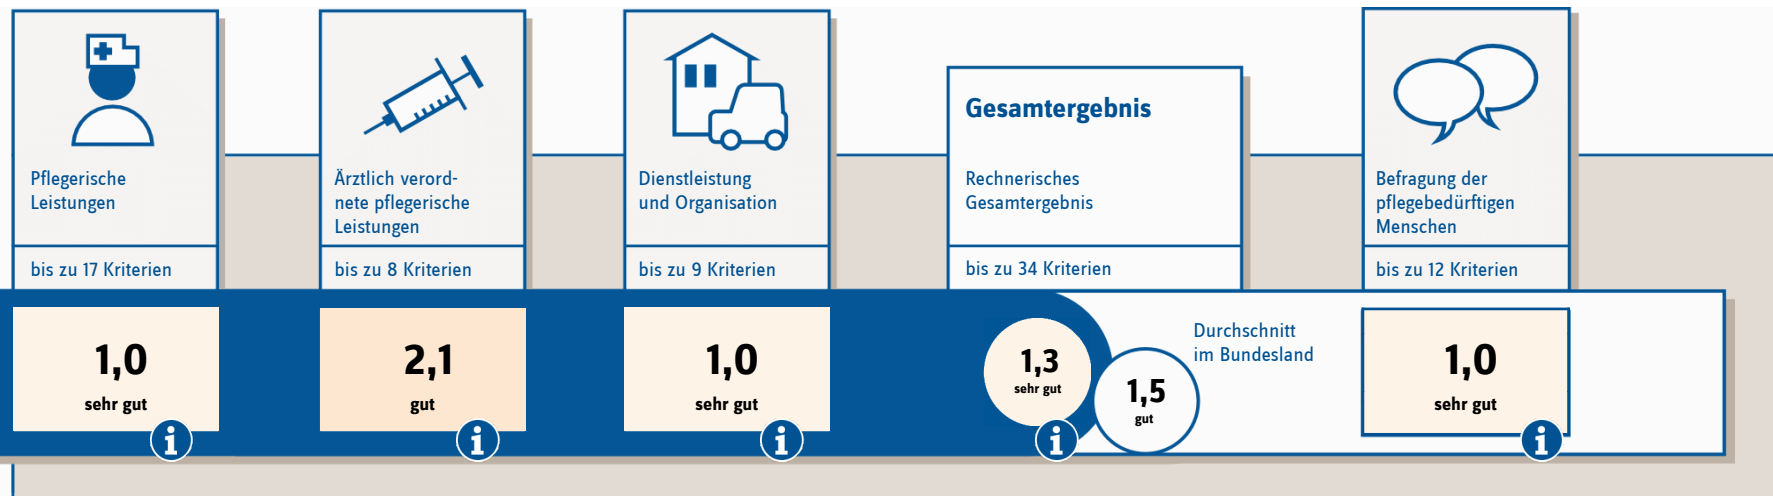 Pflegerische
Leistungen
bis zu 17 Kriterien
1,0
sehr gut
i
Ärztlich verord-
nete pflegerische
Leistungen
bis zu 8 Kriterien
2,1
gut
i
Dienstleistung
und Organisation
bis zu 9 Kriterien
1,0
sehr gut
i
Gesamtergebnis
Rechnerisches
Gesamtergebnis
bis zu 34 Kriterien
1,3
sehr gut
i
Durchschnitt
im Bundesland
1,5
gut
Befragung der
pflegebedürftigen
Menschen
bis zu 12 Kriterien
1,0
sehr gut
i